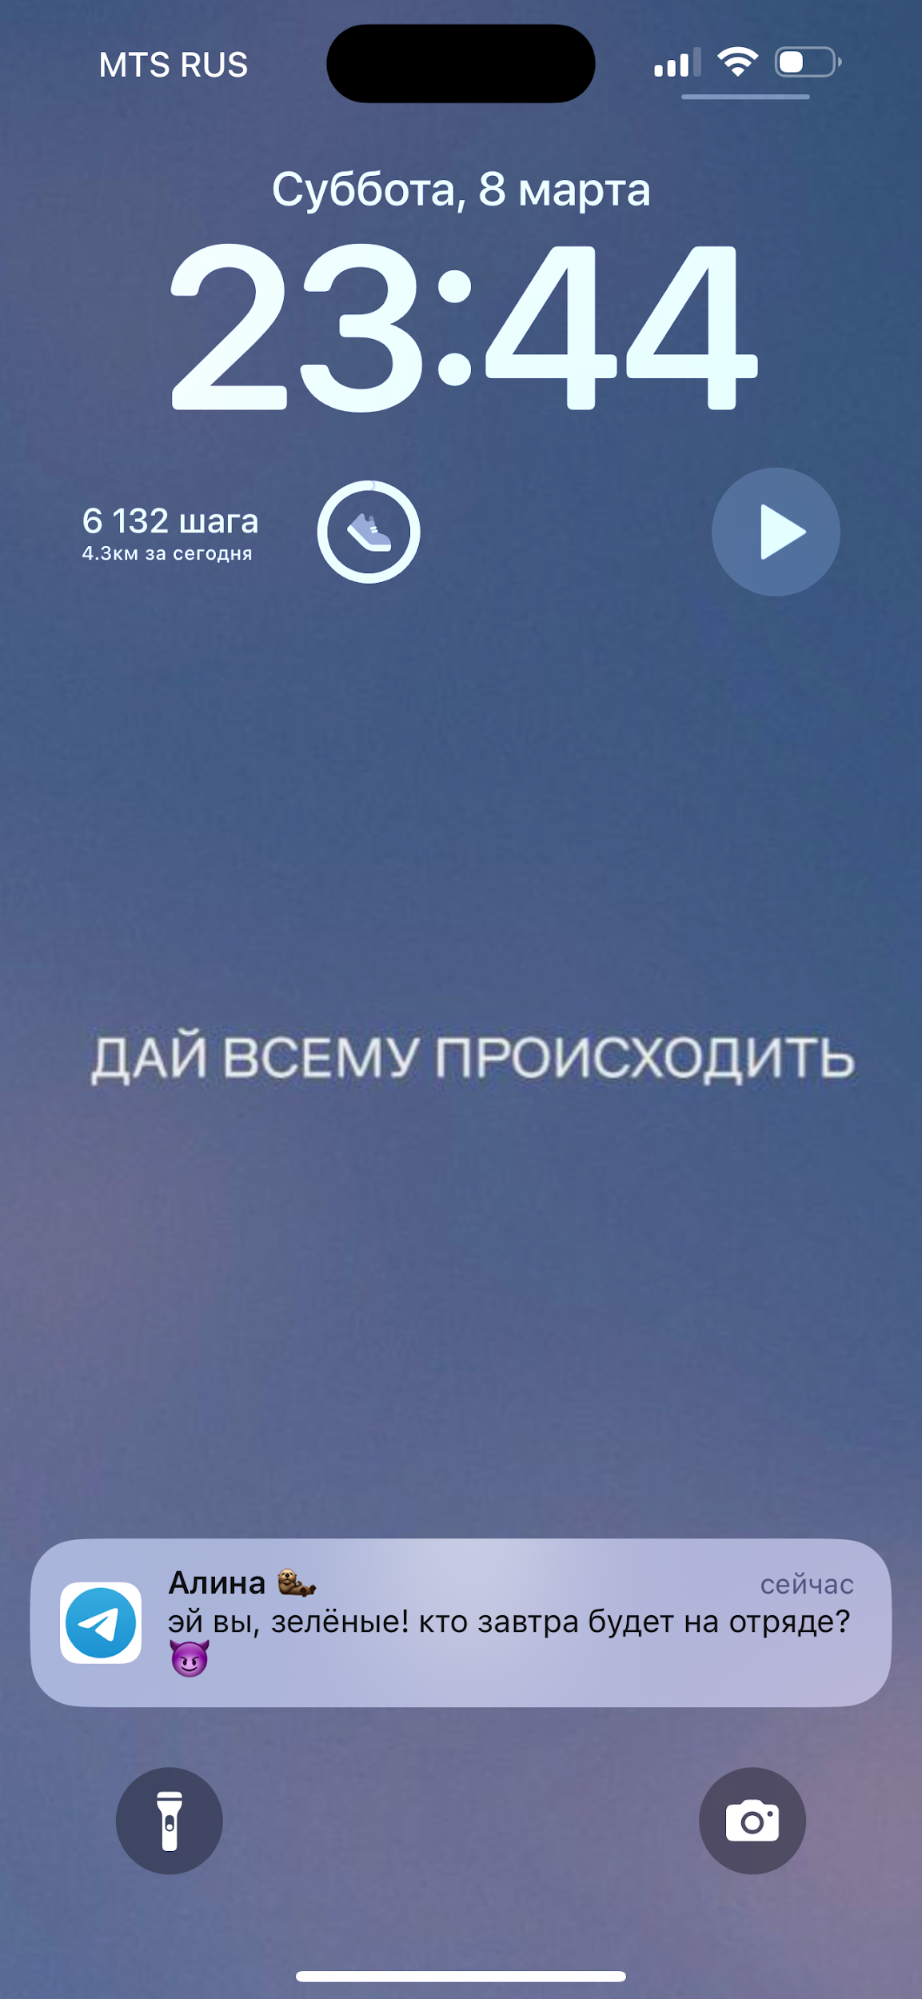 MTS RUS
Суббота, 8 марта
23:44
6 132 шага
4.3км за сегодня
ДАЙ ВСЕМУ ПРОИСХОДИТЬ
Алина 🦦
сейчас
эй вы, зелёные! кто завтра будет на отряде?
😈